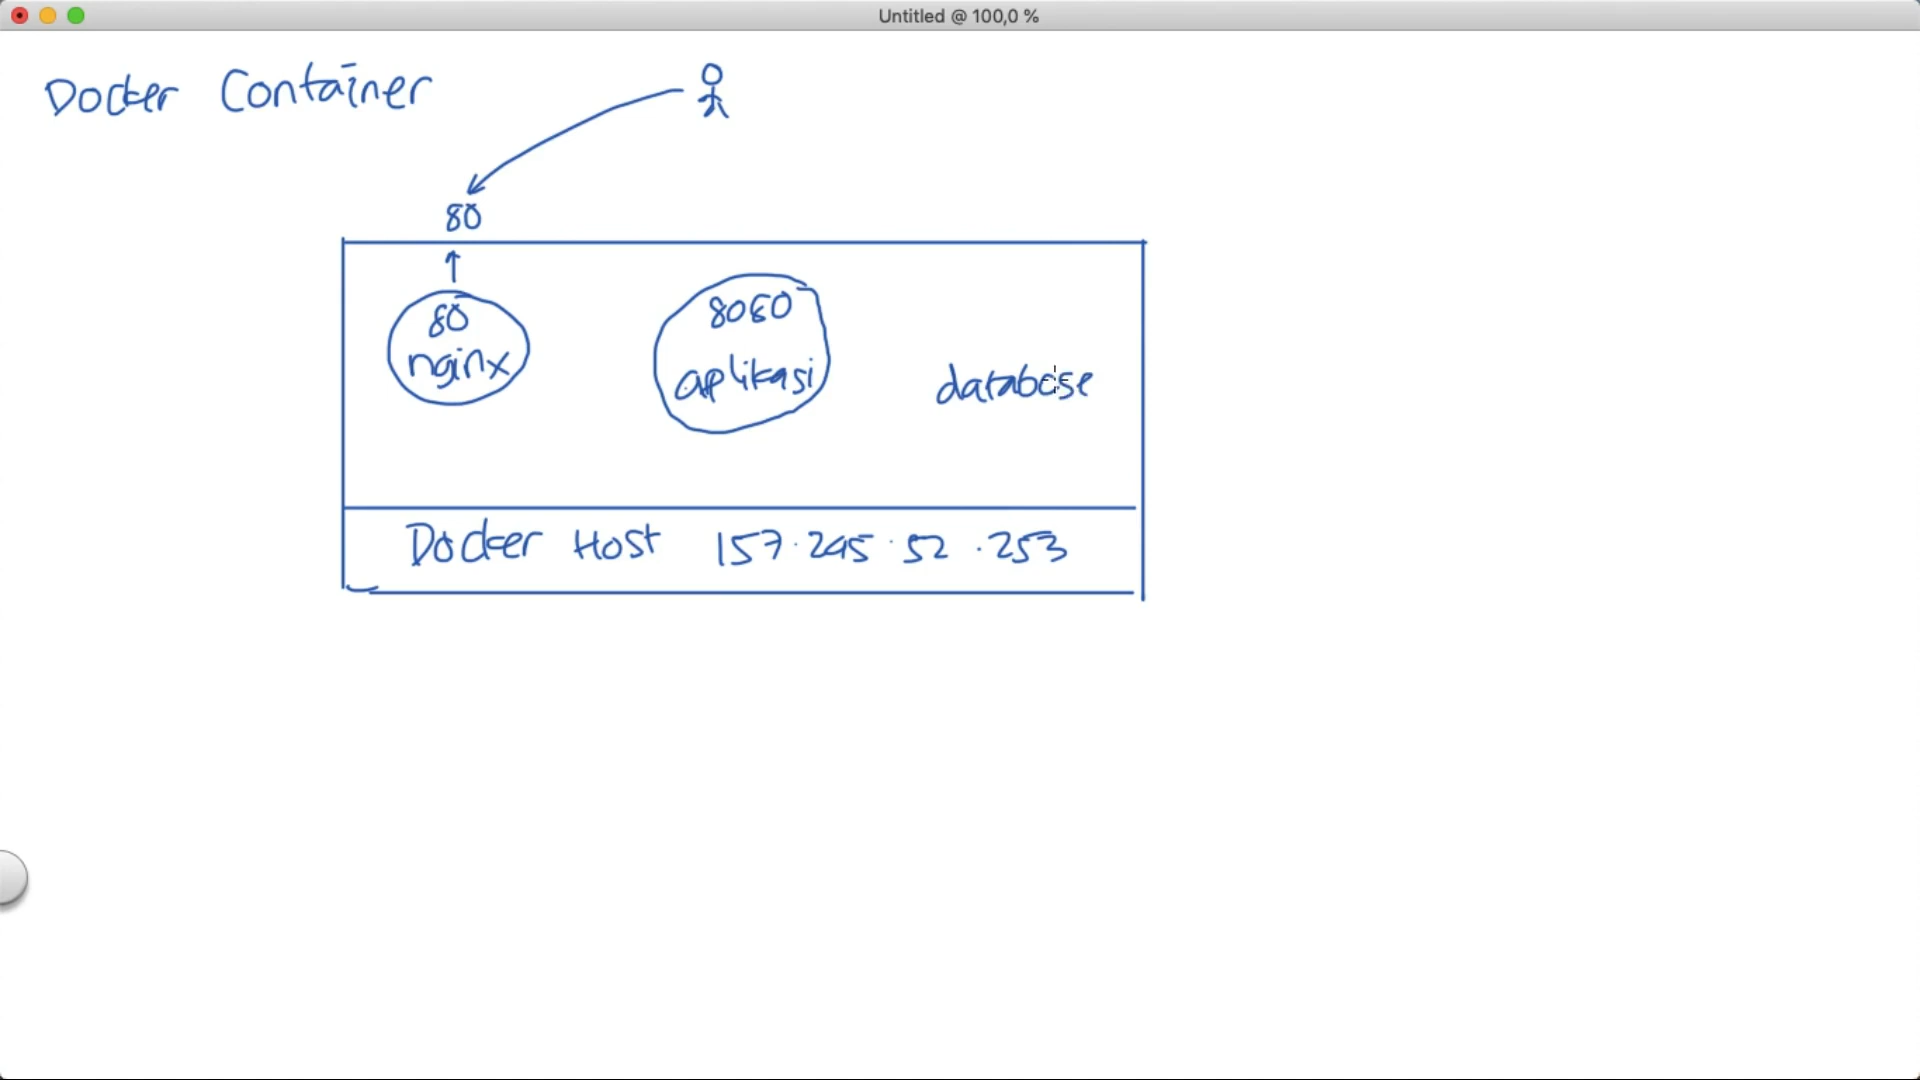 Untitled @ 100,0 %
Docker Container
80
80
nginx
8080
aplikasi
database
Docker Host 157.245.52.253